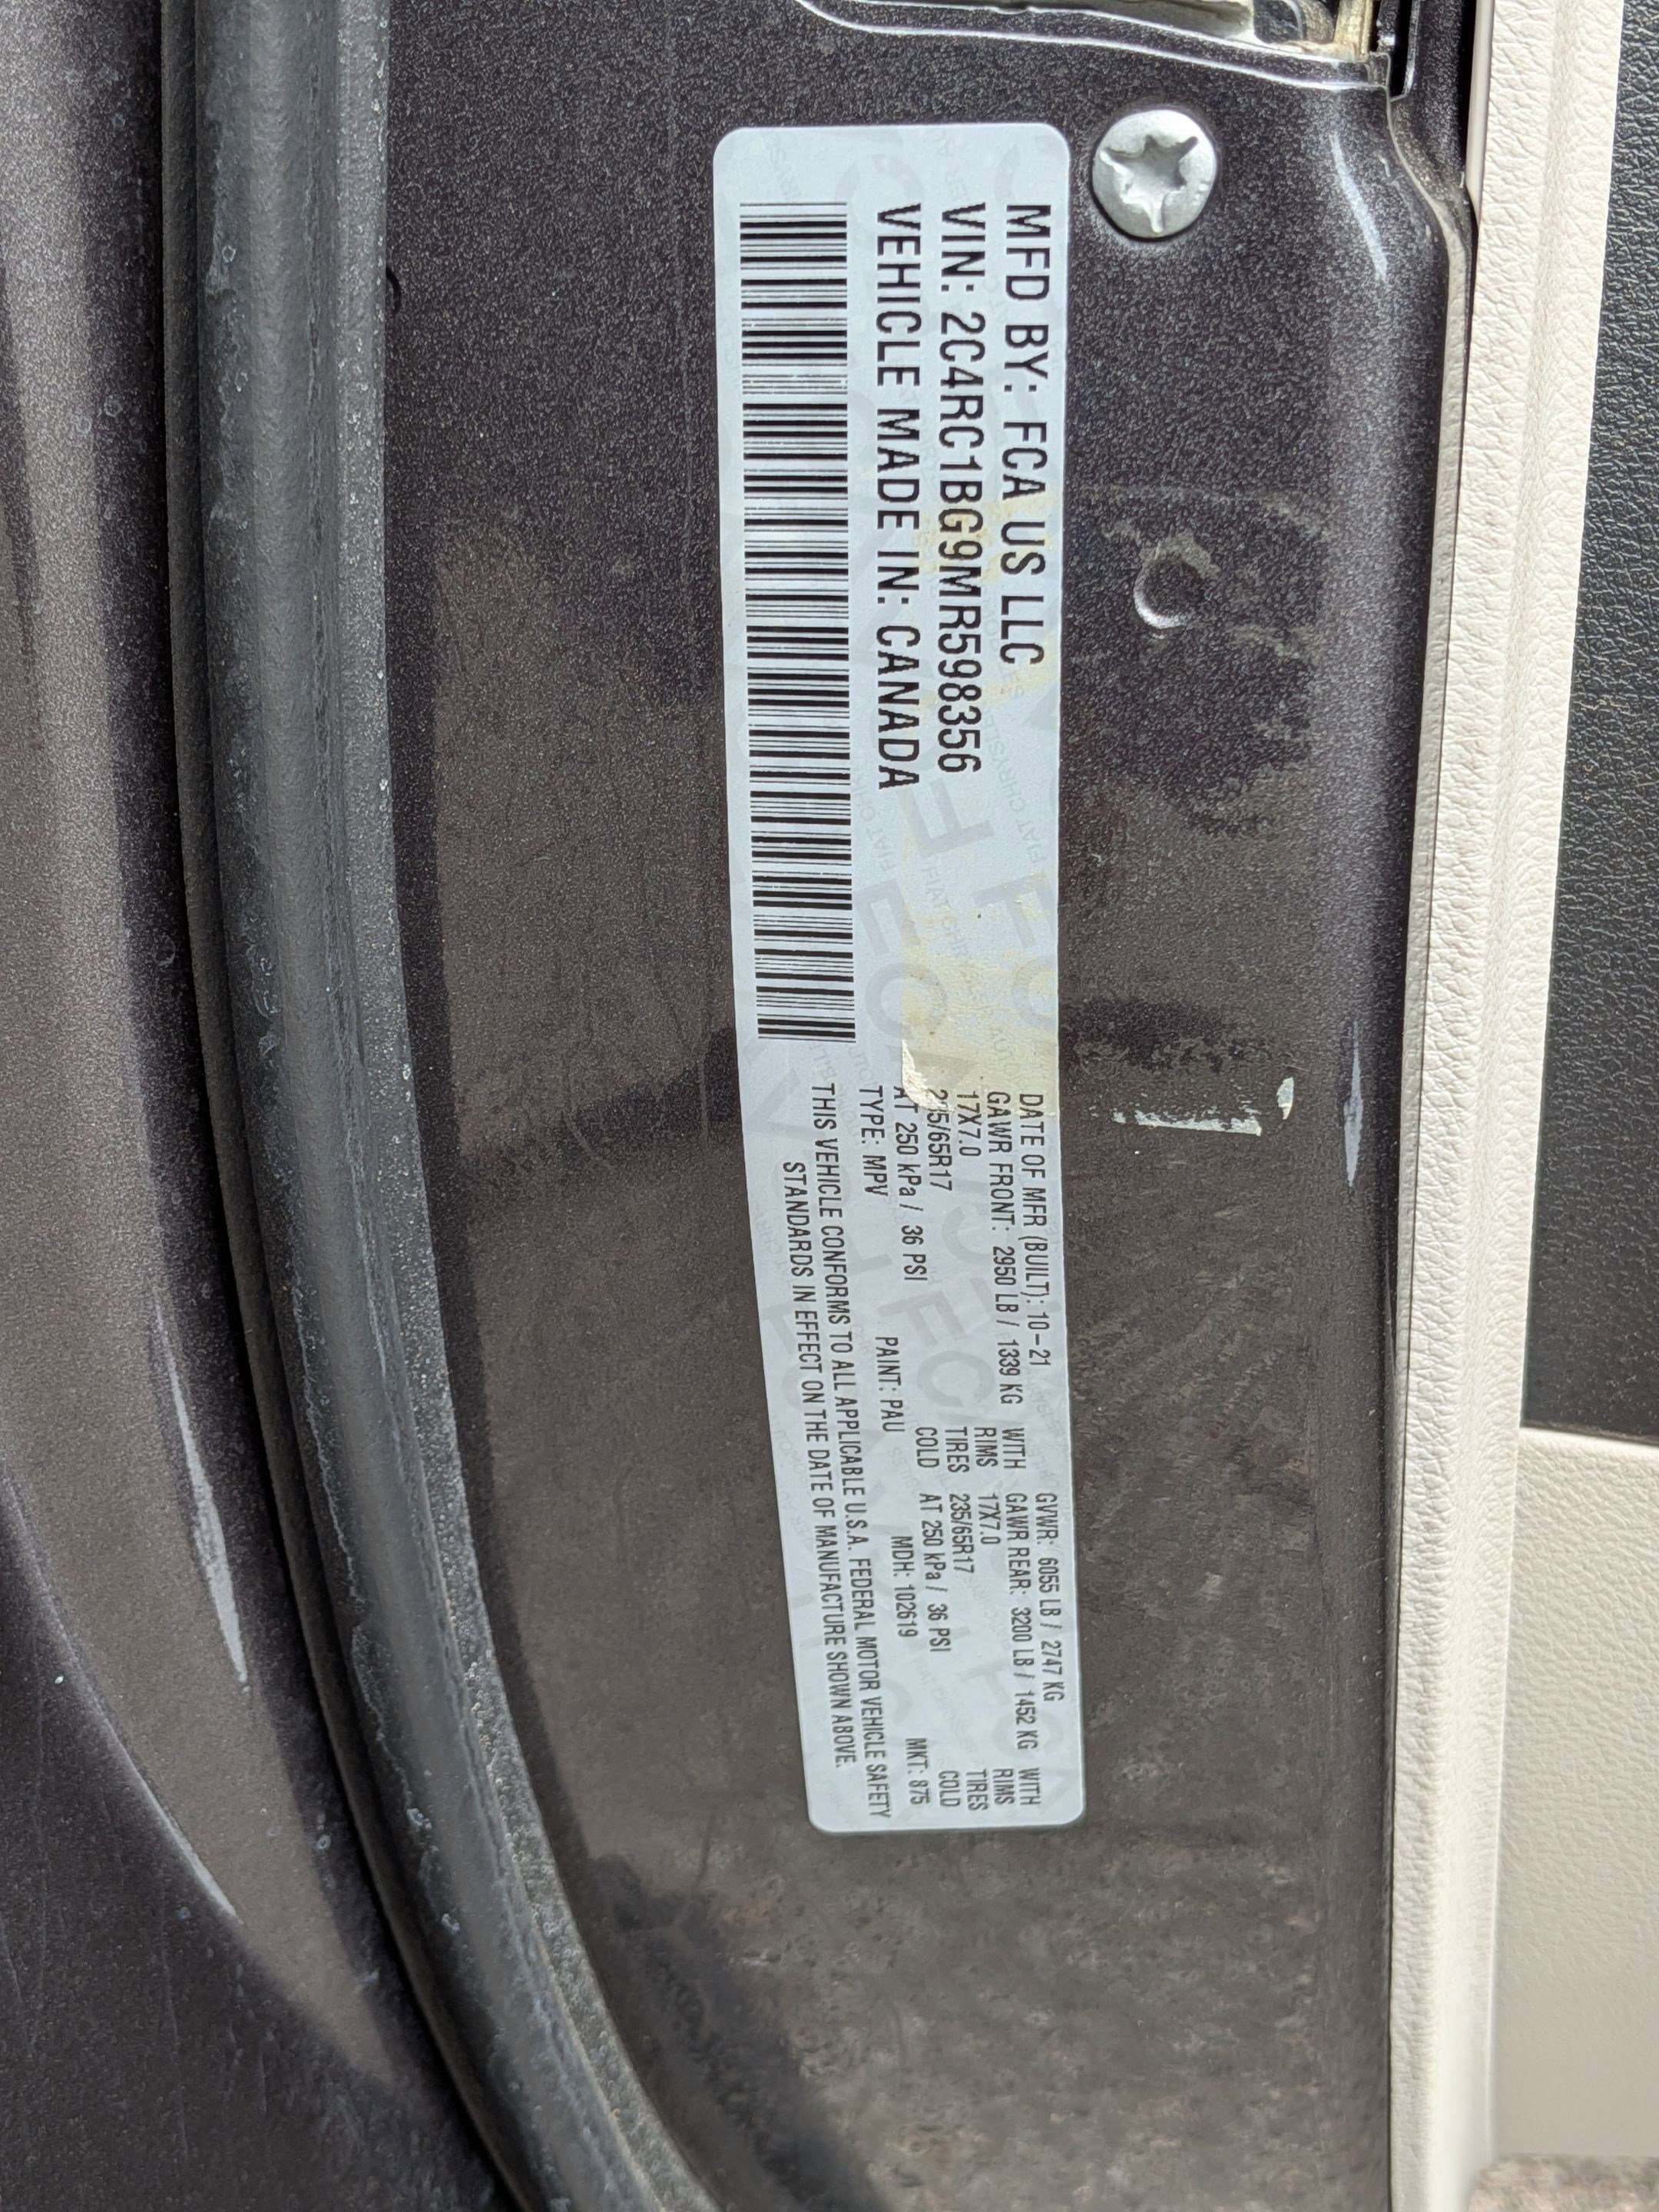 MFD BY: FCA US LLC
VIN: 2C4RC1BG9MR598356
VEHICLE MADE IN: CANADA
DATE OF MFR (BUILT): 10-21 GVWR: 6055 LB / 2747 KG
GAWR FRONT: 2950 LB / 1339 KG WITH GAWR REAR: 3200 LB / 1452 KG WITH
17X7.0 RIMS 17X7.0 RIMS
235/65R17 TIRES 235/65R17 TIRES
AT 250 kPa / 36 PSI COLD AT 250 kPa / 36 PSI COLD
TYPE: MPV PAINT: PAU MDH: 102619 MKT: 875
THIS VEHICLE CONFORMS TO ALL APPLICABLE U.S.A. FEDERAL MOTOR VEHICLE SAFETY
STANDARDS IN EFFECT ON THE DATE OF MANUFACTURE SHOWN ABOVE.